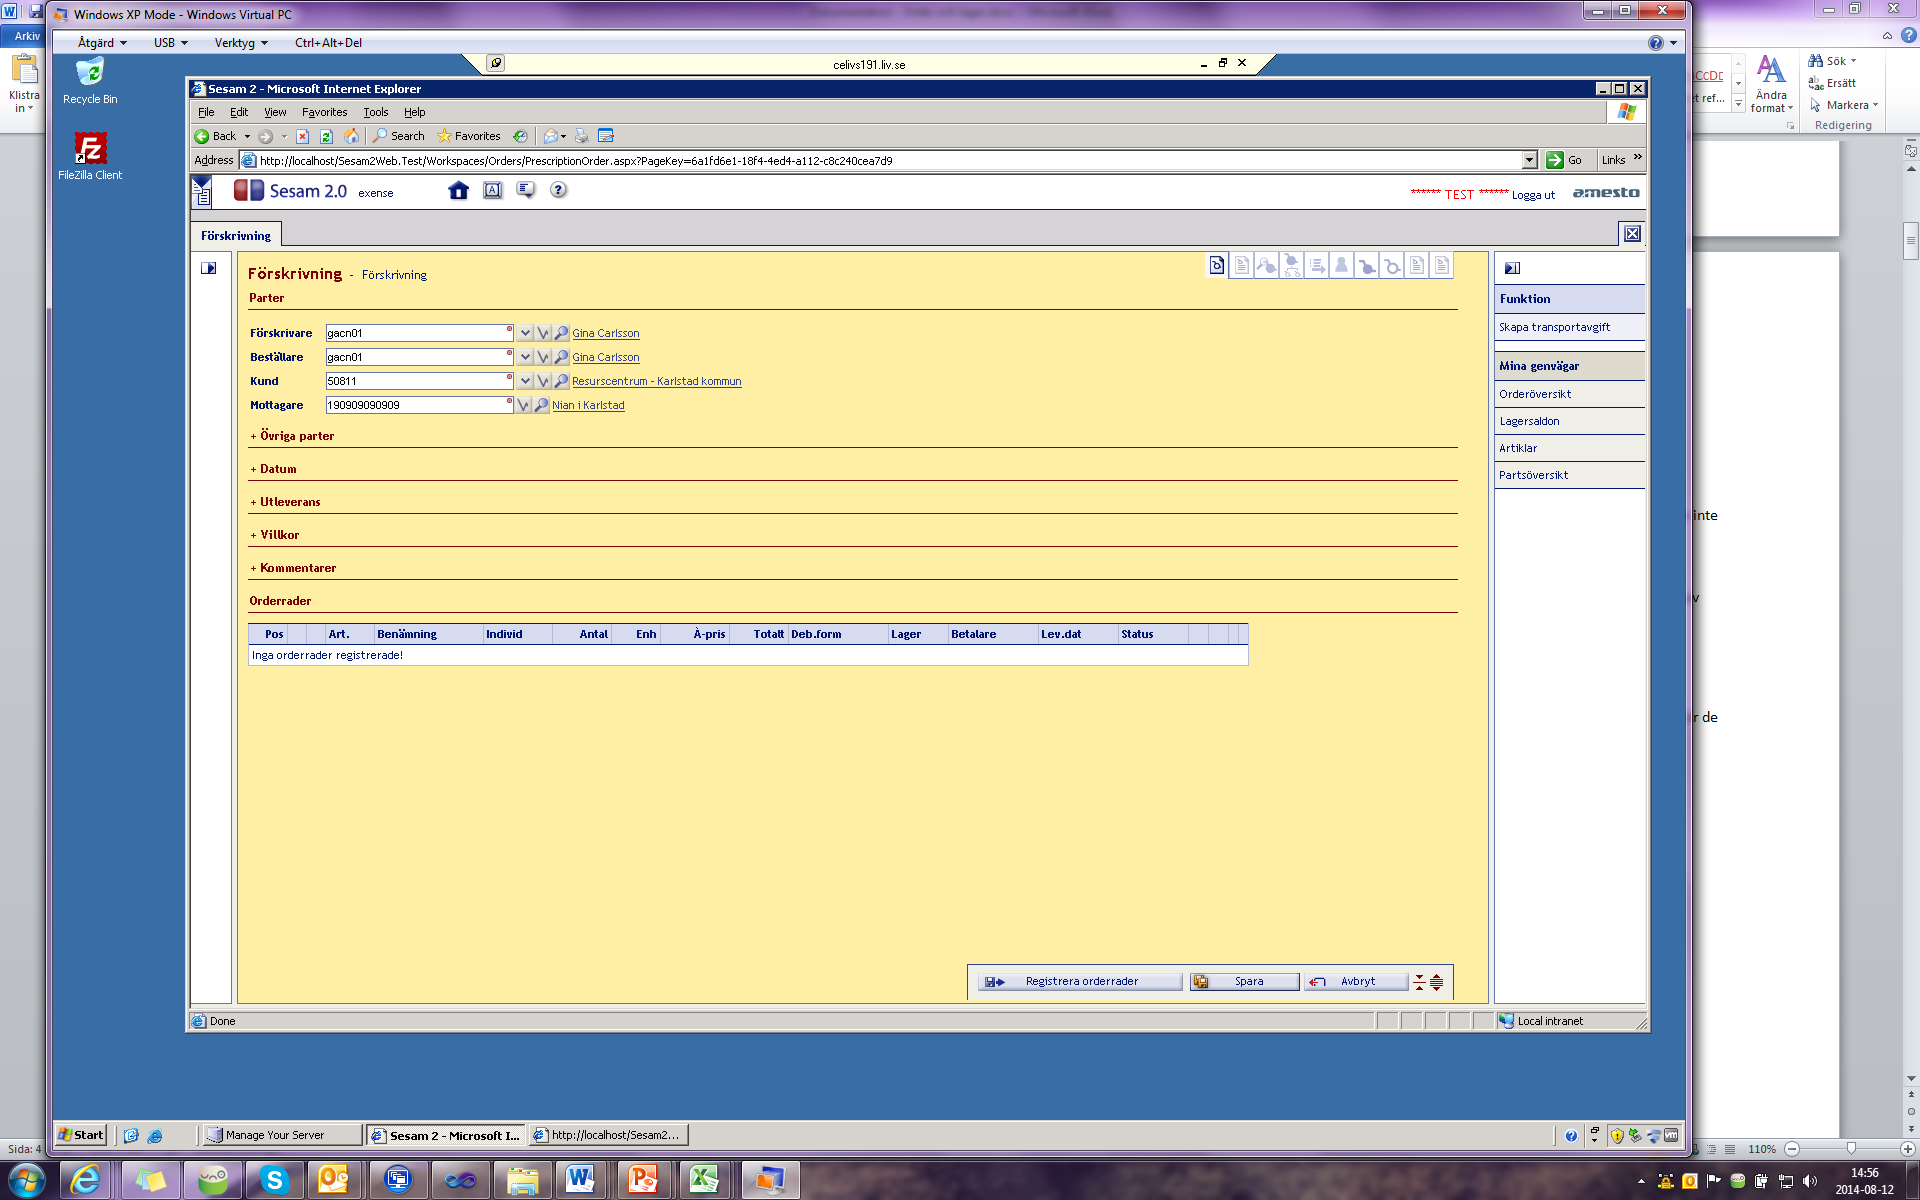 Windows XP Mode - Windows Virtual PC
Arkiv
Åtgärd USB Verktyg Ctrl+Alt+Del
Klistra
in
Recycle Bin
FileZilla Client
celivs191.liv.se
Sesam 2 - Microsoft Internet Explorer
File Edit View Favorites Tools Help
Back Search Favorites
Address http://localhost/Sesam2Web.Test/Workspaces/Orders/PrescriptionOrder.aspx?PageKey=6a1fd6e1-18f4-4ed4-a112-c8c240cea7d9 Go Links
Sesam 2.0 exense ****** TEST ****** Logga ut amesto
Förskrivning
Förskrivning - Förskrivning
Parter
Förskrivare gacn01 Gina Carlsson
Beställare gacn01 Gina Carlsson
Kund 50811 Resurscentrum - Karlstad kommun
Mottagare 190909090909 Nian i Karlstad
+ Övriga parter
+ Datum
+ Utleverans
+ Villkor
+ Kommentarer
Orderrader
Pos Art. Benämning Individ Antal Enh À-pris Totalt Deb.form Lager Betalare Lev.dat Status
Inga orderrader registrerade!
Registrera orderrader Spara Avbryt
Funktion
Skapa transportavgift
Mina genvägar
Orderöversikt
Lagersaldon
Artiklar
Partsöversikt
Done Local intranet
Start Manage Your Server Sesam 2 - Microsoft I... http://localhost/Sesam2...
Ändra
format
Sök
Ersätt
Markera
Redigering
et ref...
inte
v
r de
Sida: 4
110%
14:56
2014-08-12